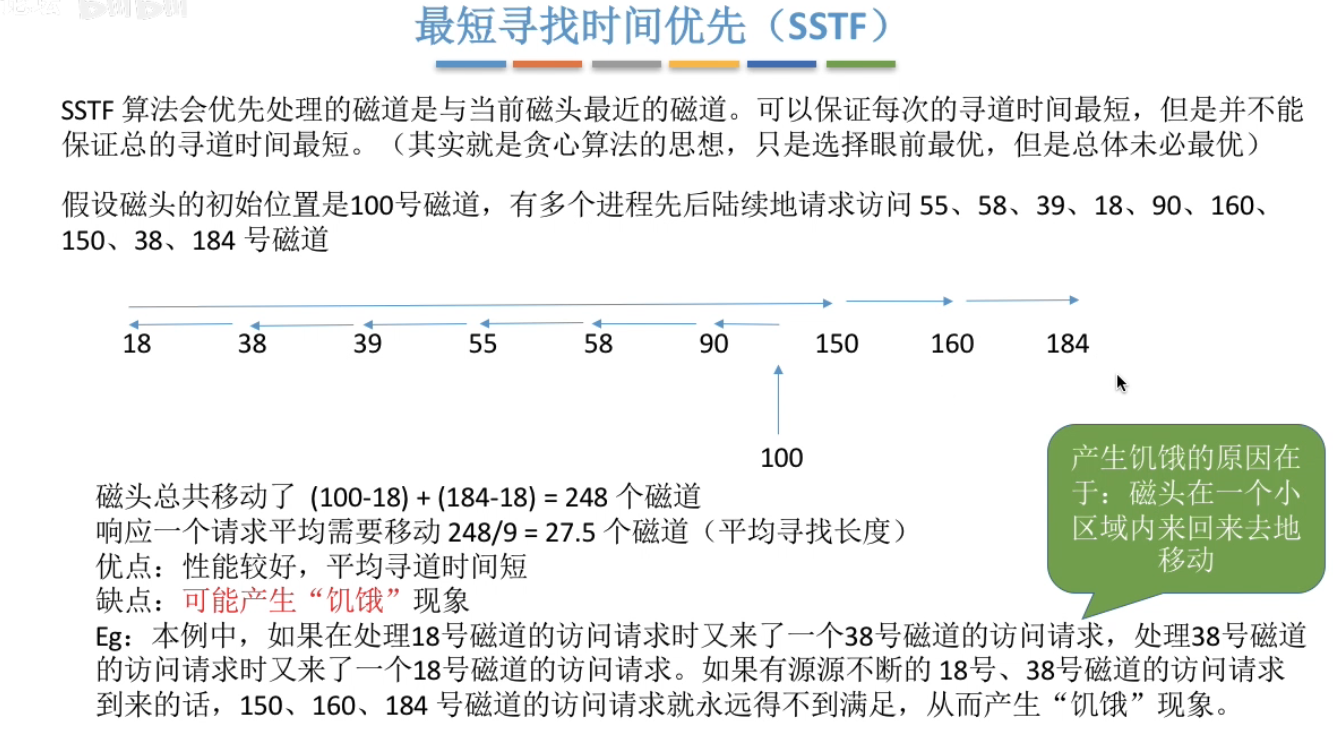 最短寻找时间优先（SSTF）
SSTF 算法会优先处理的磁道是与当前磁头最近的磁道。可以保证每次的寻道时间最短，但是并不能
保证总的寻道时间最短。（其实就是贪心算法的思想，只是选择眼前最优，但是总体未必最优）
假设磁头的初始位置是100号磁道，有多个进程先后陆续地请求访问 55、58、39、18、90、160、
150、38、184 号磁道
18 38 39 55 58 90 150 160 184
100
磁头总共移动了 (100-18) + (184-18) = 248 个磁道
响应一个请求平均需要移动 248/9 = 27.5 个磁道（平均寻找长度）
优点：性能较好，平均寻道时间短
缺点：可能产生“饥饿”现象
Eg：本例中，如果在处理18号磁道的访问请求时又来了一个38号磁道的访问请求，处理38号磁道
的访问请求时又来了一个18号磁道的访问请求。如果有源源不断的 18号、38号磁道的访问请求
到来的话，150、160、184 号磁道的访问请求就永远得不到满足，从而产生“饥饿”现象。
产生饥饿的原因在
于：磁头在一个小
区域内来回来去地
移动